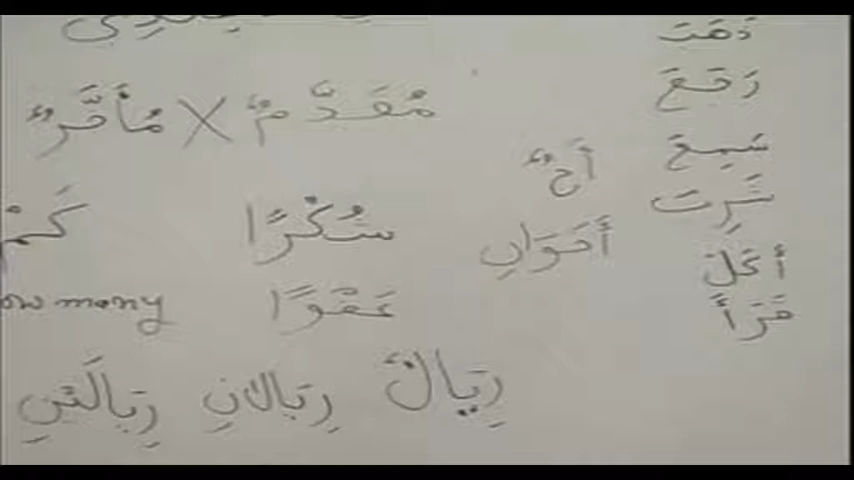 ذَهَبَ
مُقَدَّمٌ X مُأَخَّرٌ
رَفَعَ
سَمِعَ
أَخٌ
شَرِبَ
شُكْرًا
كَمْ
أَخَوَانِ
أَكَلَ
عَفْوًا
how many
قَرَأَ
رِيَالٌ رِيَالَانِ رِيَالَيْنِ